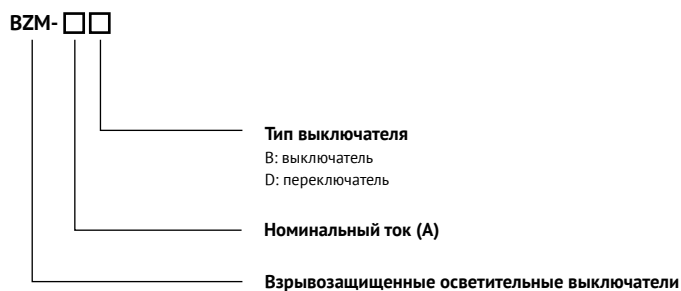 BZM-
Тип выключателя
B: выключатель
D: переключатель
Номинальный ток (А)
Взрывозащищенные осветительные выключатели